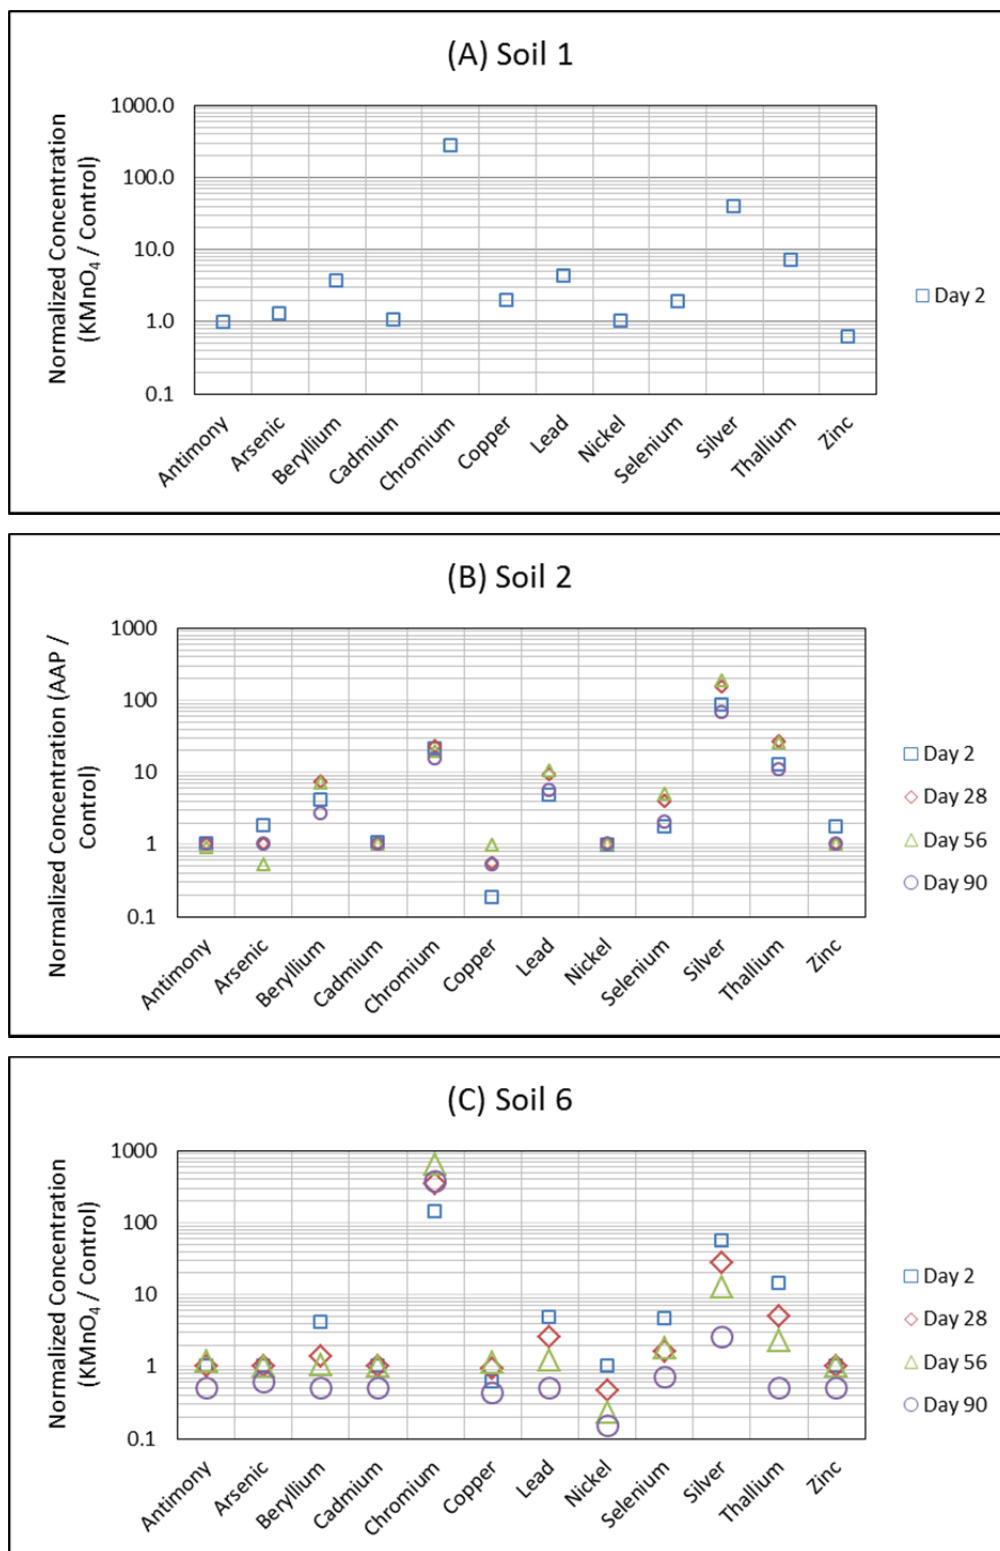 (A) Soil 1
Normalized Concentration
(KMnO₄ / Control)
1000.0
100.0
10.0
1.0
0.1
Antimony
Arsenic
Beryllium
Cadmium
Chromium
Copper
Lead
Nickel
Selenium
Silver
Thallium
Zinc
Day 2
(B) Soil 2
Normalized Concentration (AAP /
Control)
1000
100
10
1
0.1
Antimony
Arsenic
Beryllium
Cadmium
Chromium
Copper
Lead
Nickel
Selenium
Silver
Thallium
Zinc
Day 2
Day 28
Day 56
Day 90
(C) Soil 6
Normalized Concentration
(KMnO₄ / Control)
1000
100
10
1
0.1
Antimony
Arsenic
Beryllium
Cadmium
Chromium
Copper
Lead
Nickel
Selenium
Silver
Thallium
Zinc
Day 2
Day 28
Day 56
Day 90